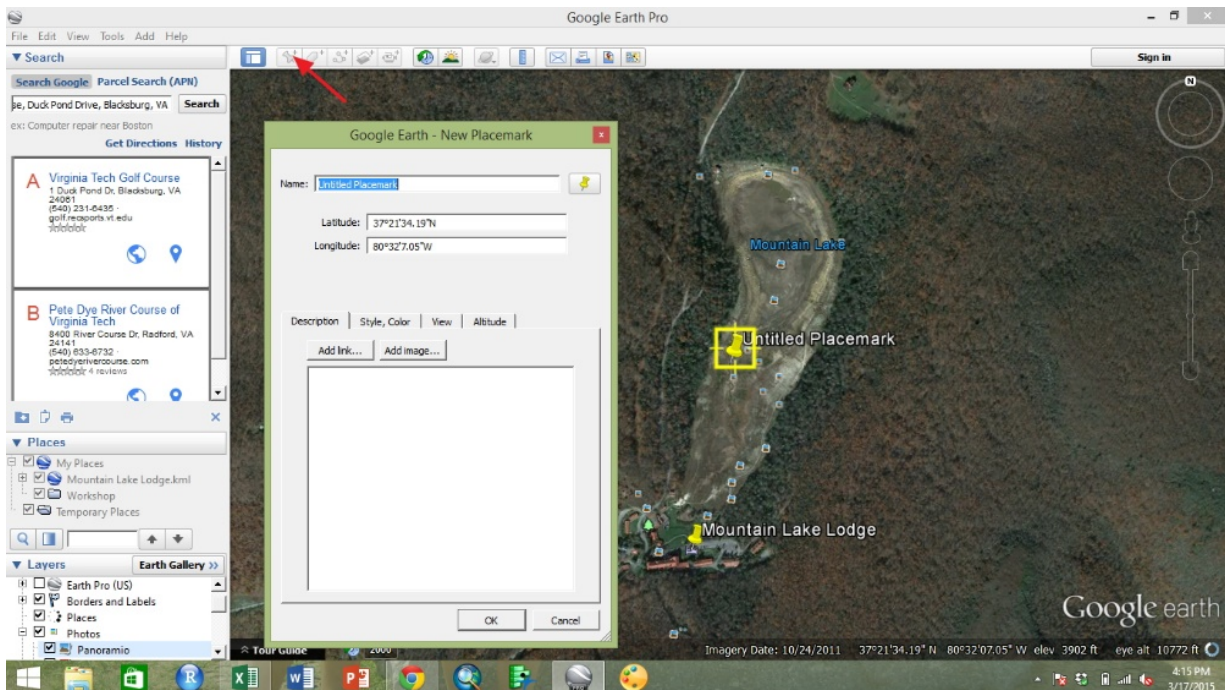 Google Earth Pro
File Edit View Tools Add Help
Search
Sign in
Search Google Parcel Search (APN)
se, Duck Pond Drive, Blacksburg, VA Search
ex: Computer repair near Boston
Get Directions History
A Virginia Tech Golf Course
1 Duck Pond Dr, Blacksburg, VA
24061
(540) 231-6435 -
golf.recsports.vt.edu
B Pete Dye River Course of
Virginia Tech
8400 River Course Dr, Radford, VA
24141
(540) 633-6732 -
petedyerivercourse.com
4 reviews
Places
My Places
Mountain Lake Lodge.kml
Workshop
Temporary Places
Layers Earth Gallery >>
Earth Pro (US)
Borders and Labels
Places
Photos
Panoramio
Google Earth - New Placemark
Name: Untitled Placemark
Latitude: 37°21'34.19"N
Longitude: 80°32'7.05"W
Description Style, Color View Altitude
Add link... Add image...
OK Cancel
N
Mountain Lake
Untitled Placemark
Mountain Lake Lodge
Google earth
Tour Guide 2000
Imagery Date: 10/24/2011 37°21'34.19" N 80°32'07.05" W elev 3902 ft eye alt 10772 ft
4:15 PM
3/17/2015